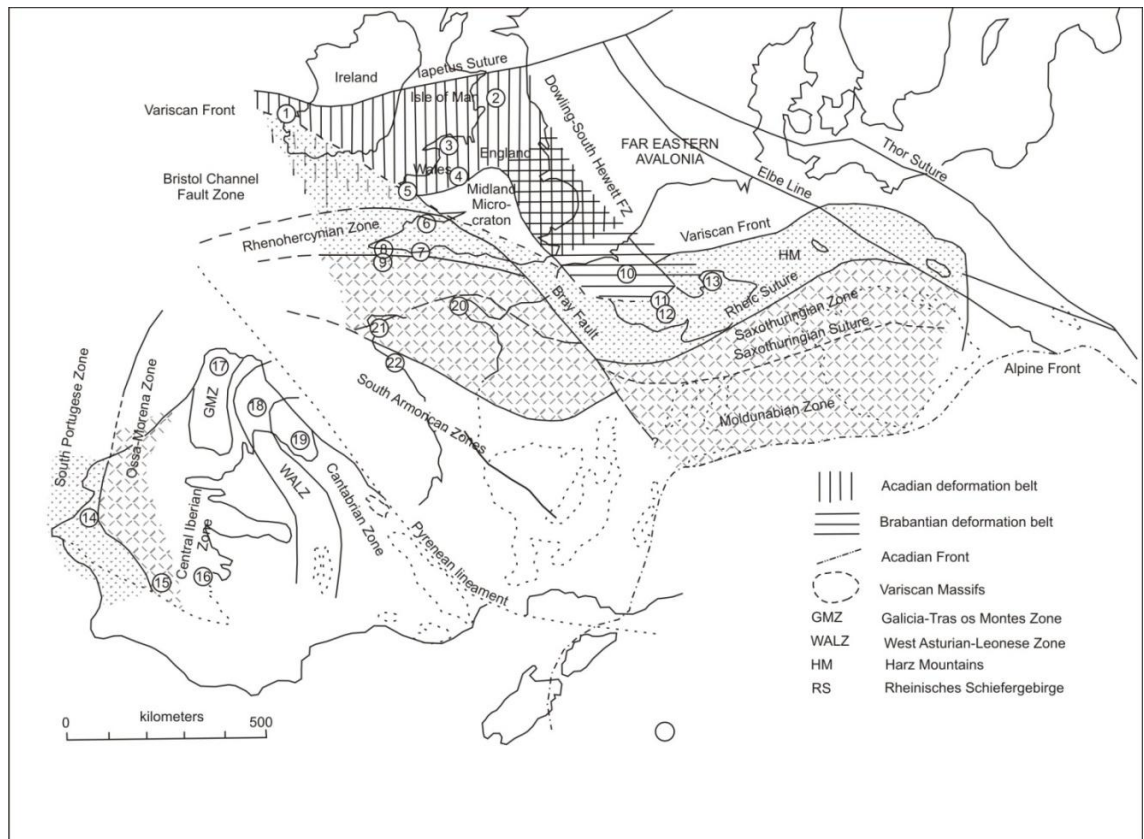 Ireland
Iapetus Suture
Isle of Man
Variscan Front
1
2
3
England
Wales
4
5
Dowling-South Hewett FZ
FAR EASTERN
AVALONIA
Thor Suture
Elbe Line
Bristol Channel
Fault Zone
Midland
Micro-
craton
6
Rhenohercynian Zone
7
8
9
Variscan Front
HM
10
11
12
13
Rheic Suture
Bray Fault
Saxothuringian Zone
Saxothuringian Suture
20
21
22
Alpine Front
Moldunabian Zone
South Armorican Zones
South Portugese Zone
Ossa-Morena Zone
17
GMZ
18
19
WALZ
Cantabrian Zone
Central Iberian
Zone
14
15
16
Pyrenean lineament
Acadian deformation belt
Brabantian deformation belt
Acadian Front
Variscan Massifs
GMZ Galicia-Tras os Montes Zone
WALZ West Asturian-Leonese Zone
HM Harz Mountains
RS Rheinisches Schiefergebirge
kilometers
0 500